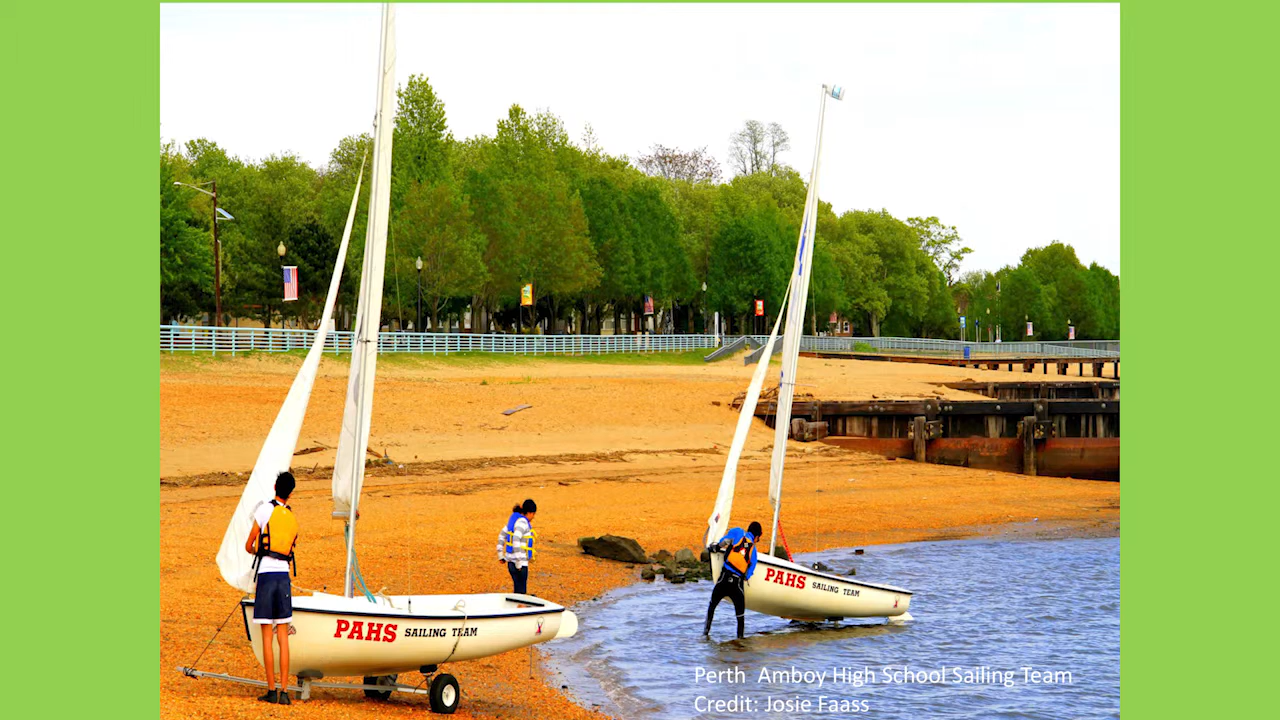 PAHS SAILING TEAM
PAHS SAILING TEAM
Perth Amboy High School Sailing Team
Credit: Josie Faass